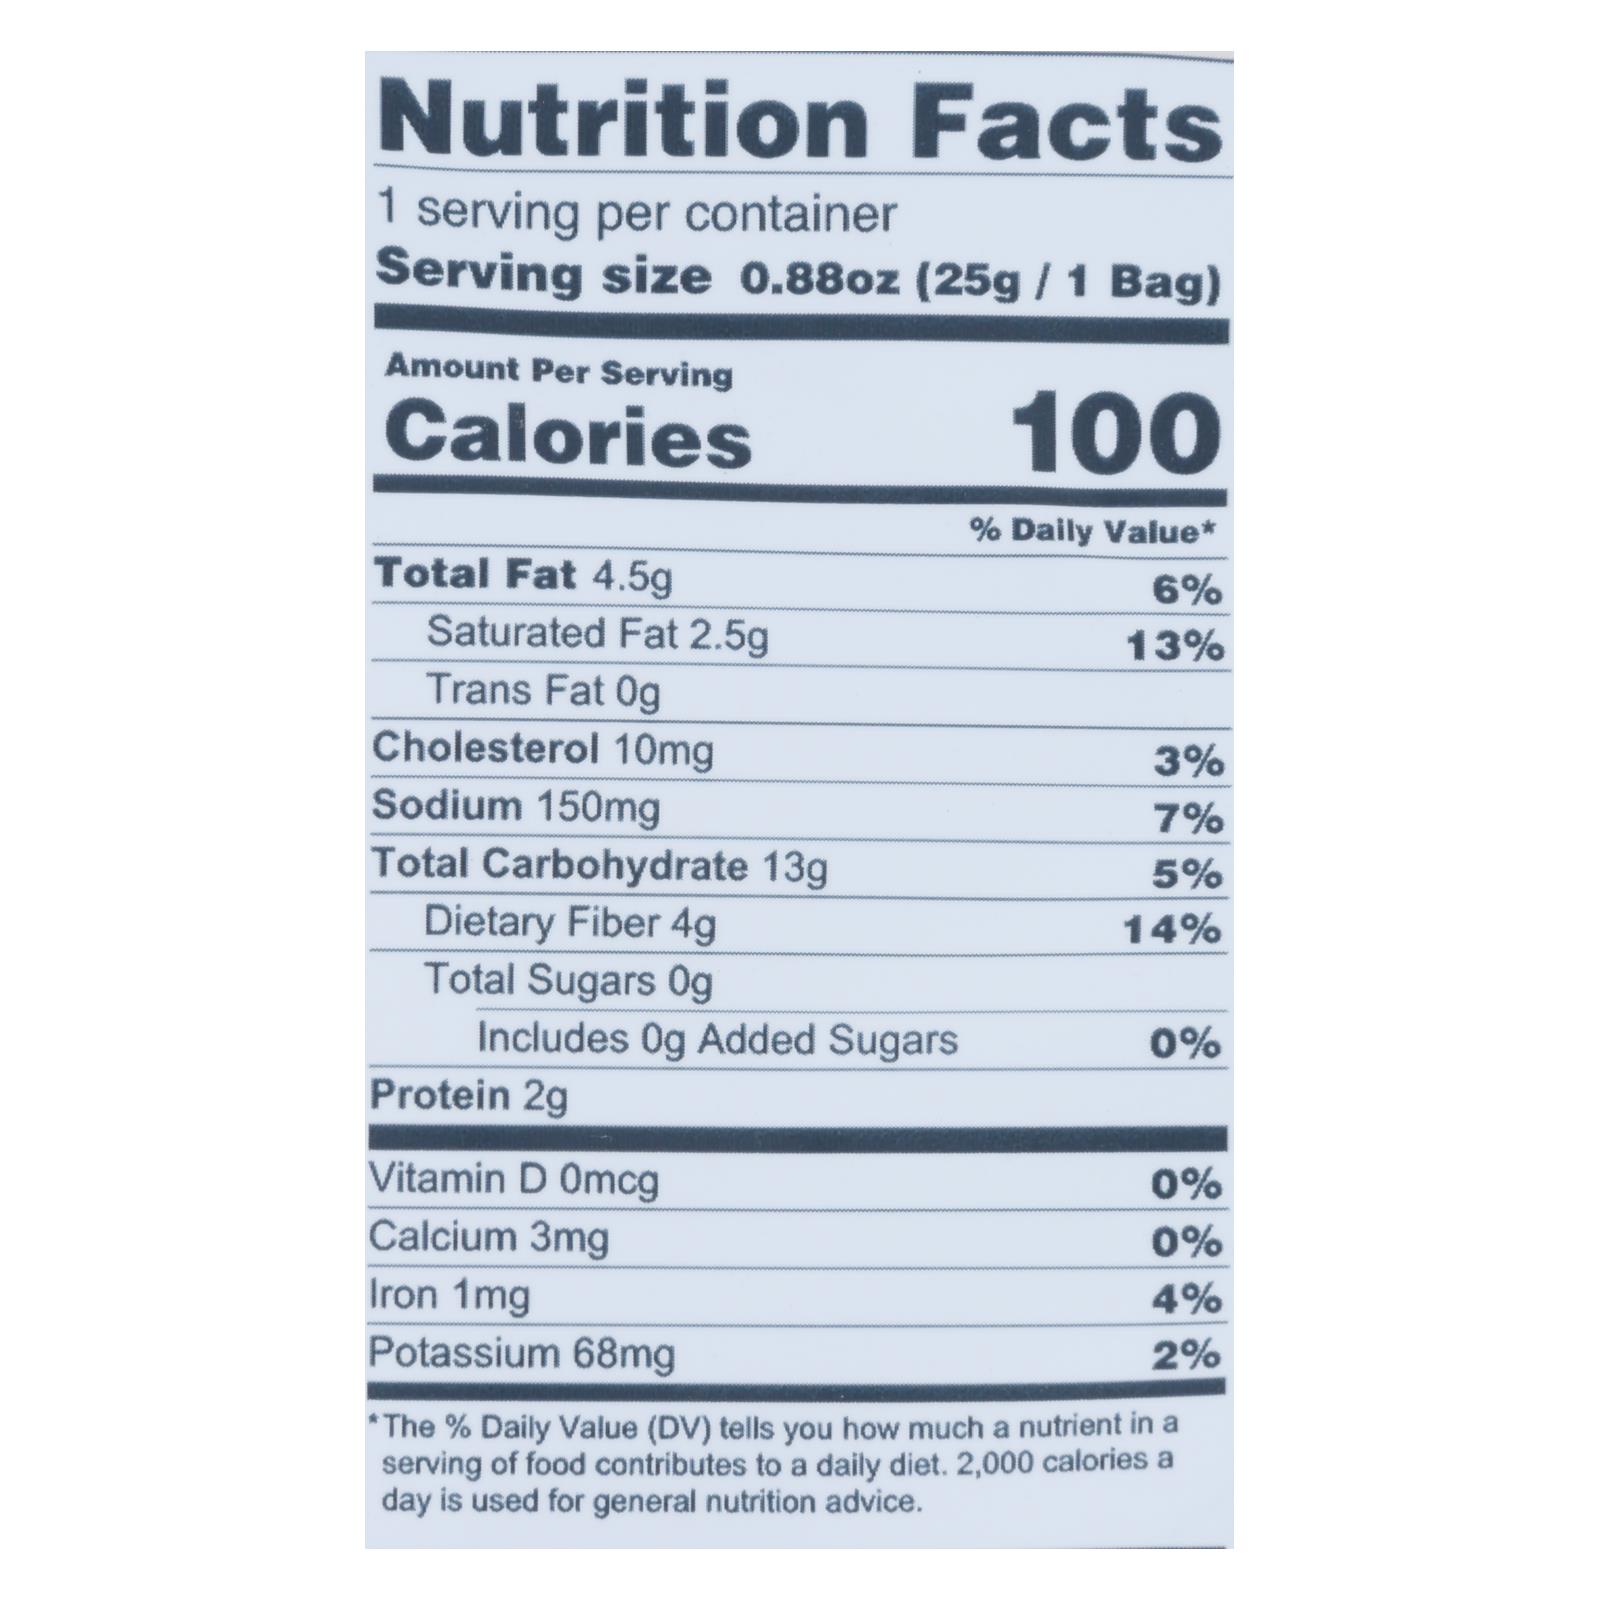 Nutrition Facts
1 serving per container
Serving size 0.88oz (25g / 1 Bag)
Amount Per Serving
Calories 100
% Daily Value*
Total Fat 4.5g 6%
Saturated Fat 2.5g 13%
Trans Fat 0g
Cholesterol 10mg 3%
Sodium 150mg 7%
Total Carbohydrate 13g 5%
Dietary Fiber 4g 14%
Total Sugars 0g
Includes 0g Added Sugars 0%
Protein 2g
Vitamin D 0mcg 0%
Calcium 3mg 0%
Iron 1mg 4%
Potassium 68mg 2%
*The % Daily Value (DV) tells you how much a nutrient in a
serving of food contributes to a daily diet. 2,000 calories a
day is used for general nutrition advice.